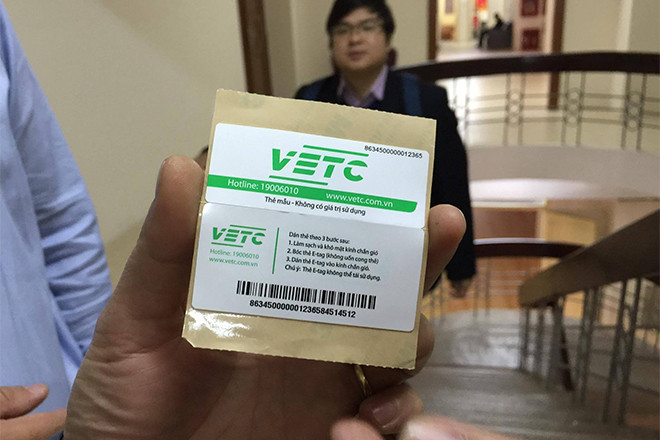 8634500000012365
VETC
Hotline: 19006010 www.vetc.com.vn
Thẻ mẫu - Không có giá trị sử dụng
VETC
Hotline: 19006010
www.vetc.com.vn
Dán thẻ theo 3 bước sau:
1. Làm sạch và khô mặt kính chắn gió
2. Bóc thẻ E-tag (không uốn cong thẻ)
3. Dán thẻ E-tag vào kính chắn gió.
Chú ý: Thẻ E-tag không thể tái sử dụng.
863450000001236584514512